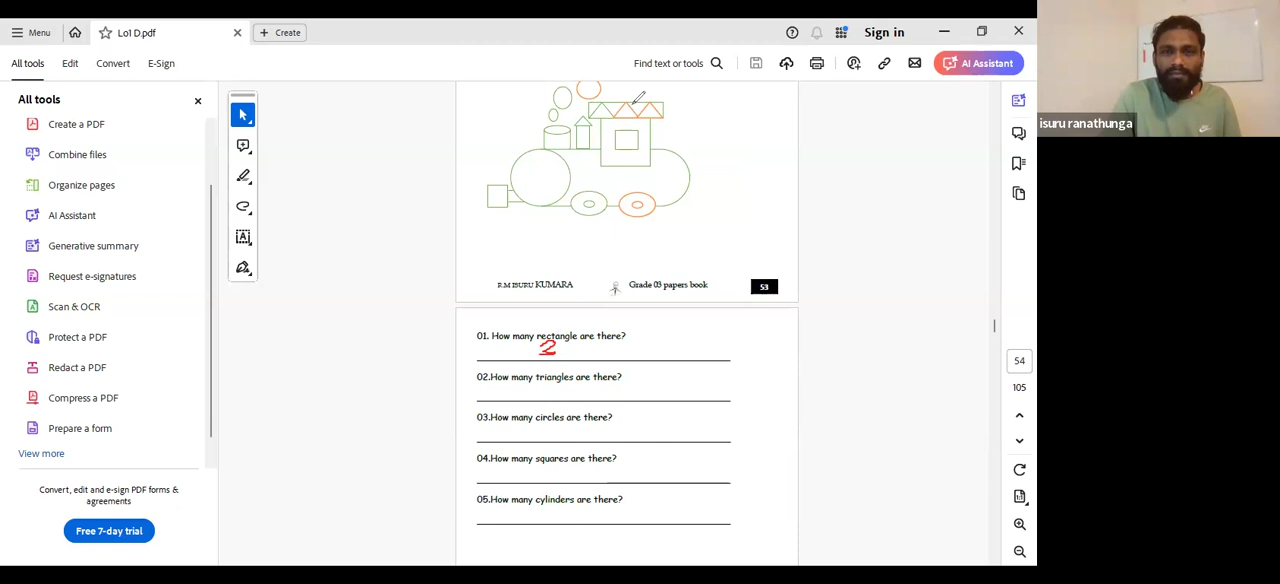 Menu
Lo1 D.pdf
Create
Sign in
All tools
Edit
Convert
E-Sign
Find text or tools
AI Assistant
All tools
Create a PDF
Combine files
Organize pages
AI Assistant
Generative summary
Request e-signatures
Scan & OCR
Protect a PDF
Redact a PDF
Compress a PDF
Prepare a form
View more
Convert, edit and e-sign PDF forms &
agreements
Free 7-day trial
R.M ISURU KUMARA
Grade 03 papers book
53
01. How many rectangle are there?
2
02.How many triangles are there?
03.How many circles are there?
04.How many squares are there?
05.How many cylinders are there?
54
105
isuru ranathunga